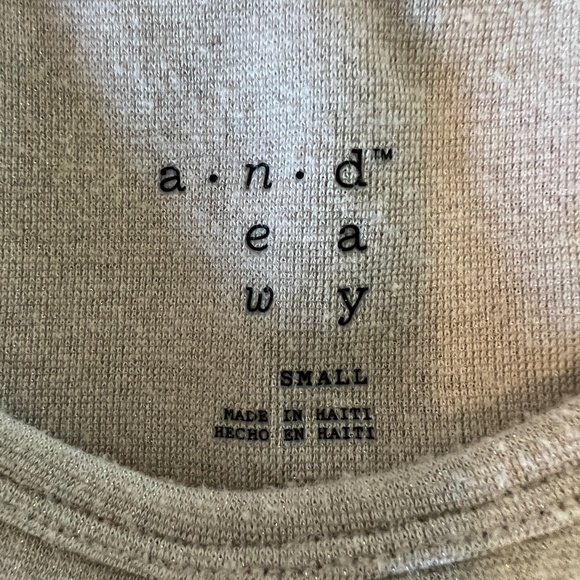 a · n · d™
e a
w y
SMALL
MADE IN HAITI
HECHO EN HAITI